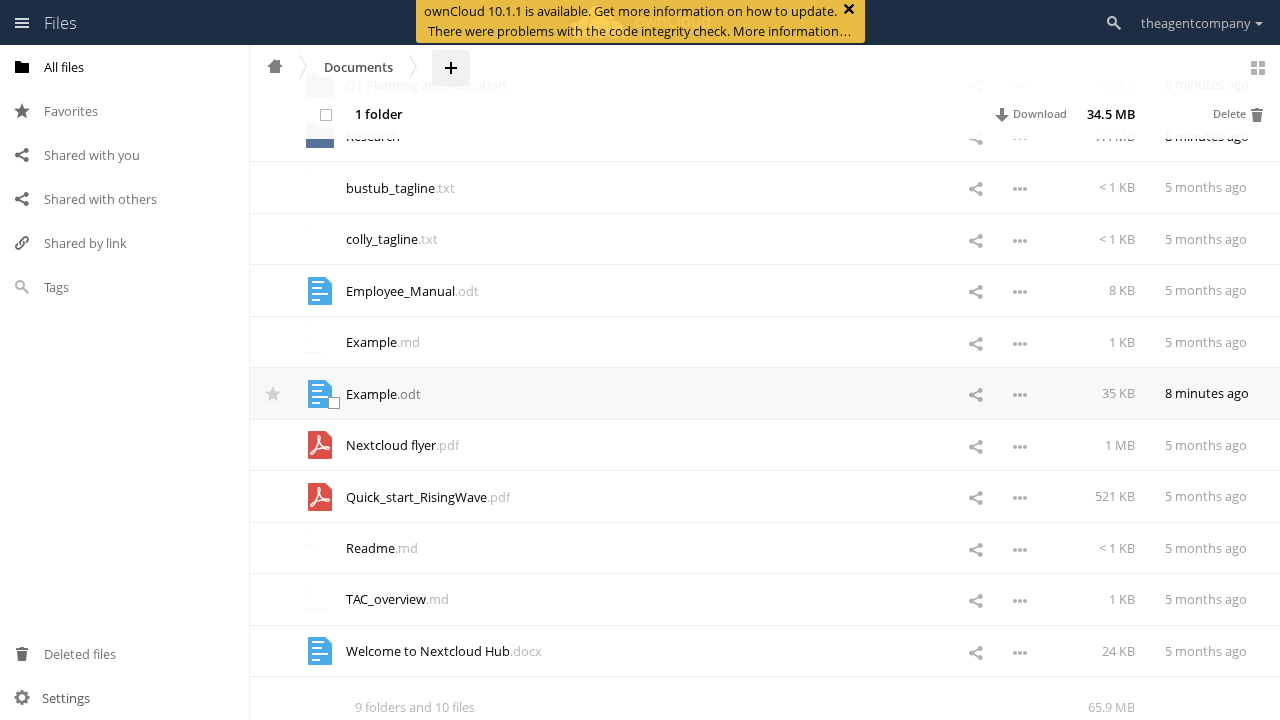 Files
ownCloud 10.1.1 is available. Get more information on how to update.
There were problems with the code integrity check. More information…
theagentcompany
All files
Favorites
Shared with you
Shared with others
Shared by link
Tags
Deleted files
Settings
Documents
Q1 Planning and Allocation 8 minutes ago
1 folder Download 34.5 MB Delete
Research 8 minutes ago
bustub_tagline.txt < 1 KB 5 months ago
colly_tagline.txt < 1 KB 5 months ago
Employee_Manual.odt 8 KB 5 months ago
Example.md 1 KB 5 months ago
Example.odt 35 KB 8 minutes ago
Nextcloud flyer.pdf 1 MB 5 months ago
Quick_start_RisingWave.pdf 521 KB 5 months ago
Readme.md < 1 KB 5 months ago
TAC_overview.md 1 KB 5 months ago
Welcome to Nextcloud Hub.docx 24 KB 5 months ago
9 folders and 10 files 65.9 MB